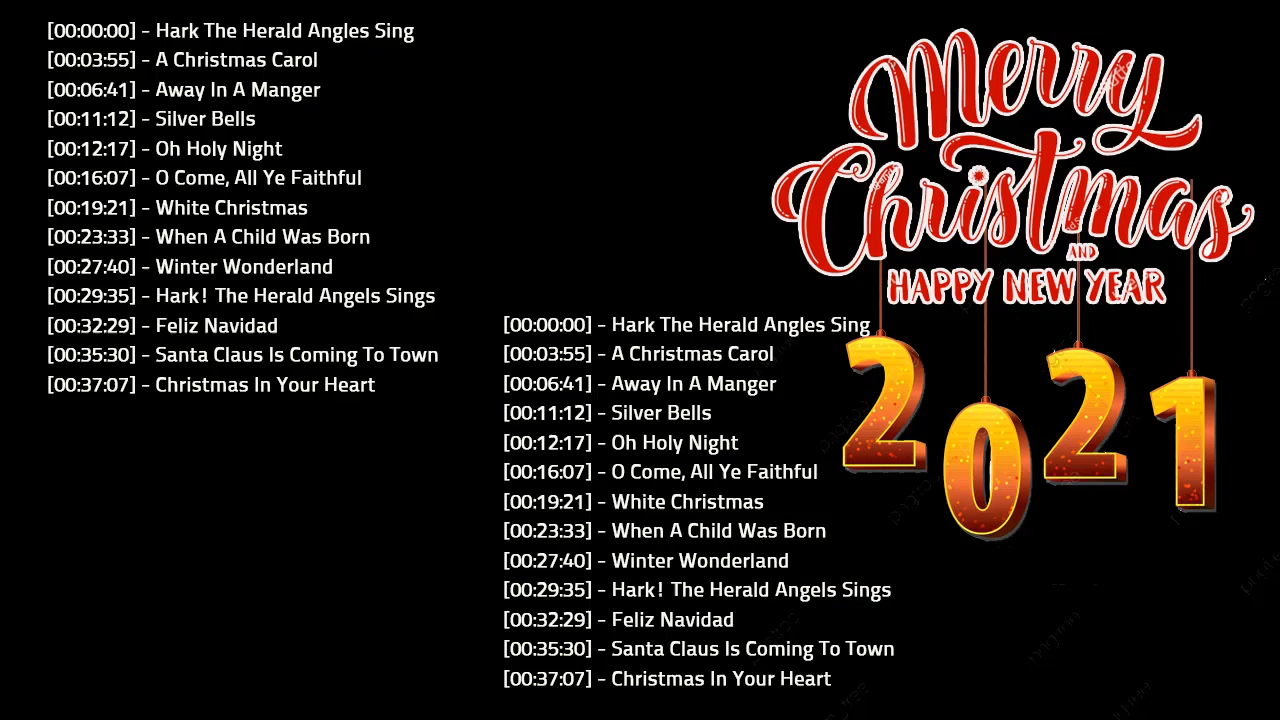 [00:00:00] - Hark The Herald Angles Sing
[00:03:55] - A Christmas Carol
[00:06:41] - Away In A Manger
[00:11:12] - Silver Bells
[00:12:17] - Oh Holy Night
[00:16:07] - O Come, All Ye Faithful
[00:19:21] - White Christmas
[00:23:33] - When A Child Was Born
[00:27:40] - Winter Wonderland
[00:29:35] - Hark! The Herald Angels Sings
[00:32:29] - Feliz Navidad
[00:35:30] - Santa Claus Is Coming To Town
[00:37:07] - Christmas In Your Heart
Merry
Christmas
AND
HAPPY NEW YEAR
2021
[00:00:00] - Hark The Herald Angles Sing
[00:03:55] - A Christmas Carol
[00:06:41] - Away In A Manger
[00:11:12] - Silver Bells
[00:12:17] - Oh Holy Night
[00:16:07] - O Come, All Ye Faithful
[00:19:21] - White Christmas
[00:23:33] - When A Child Was Born
[00:27:40] - Winter Wonderland
[00:29:35] - Hark! The Herald Angels Sings
[00:32:29] - Feliz Navidad
[00:35:30] - Santa Claus Is Coming To Town
[00:37:07] - Christmas In Your Heart